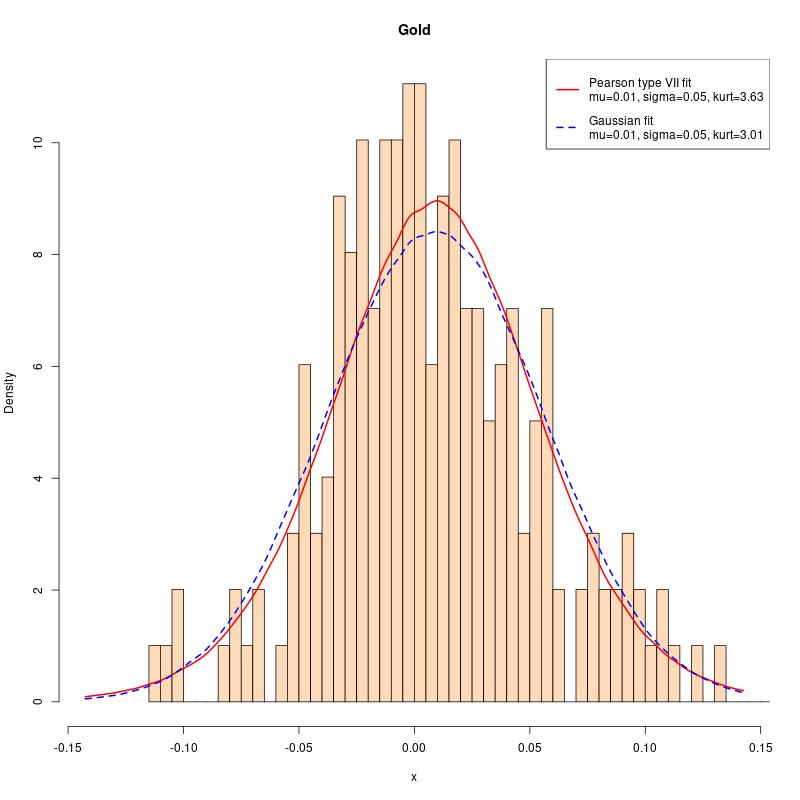 Gold
Pearson type VII fit
mu=0.01, sigma=0.05, kurt=3.63
Gaussian fit
mu=0.01, sigma=0.05, kurt=3.01
10
8
6
4
2
0
Density
-0.15 -0.10 -0.05 0.00 0.05 0.10 0.15
x